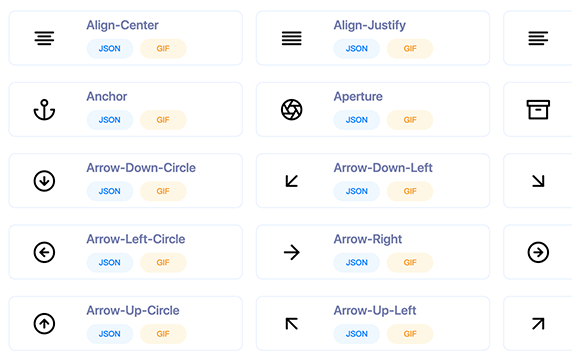 Align-Center
JSON GIF
Align-Justify
JSON GIF
Anchor
JSON GIF
Aperture
JSON GIF
Arrow-Down-Circle
JSON GIF
Arrow-Down-Left
JSON GIF
Arrow-Left-Circle
JSON GIF
Arrow-Right
JSON GIF
Arrow-Up-Circle
JSON GIF
Arrow-Up-Left
JSON GIF